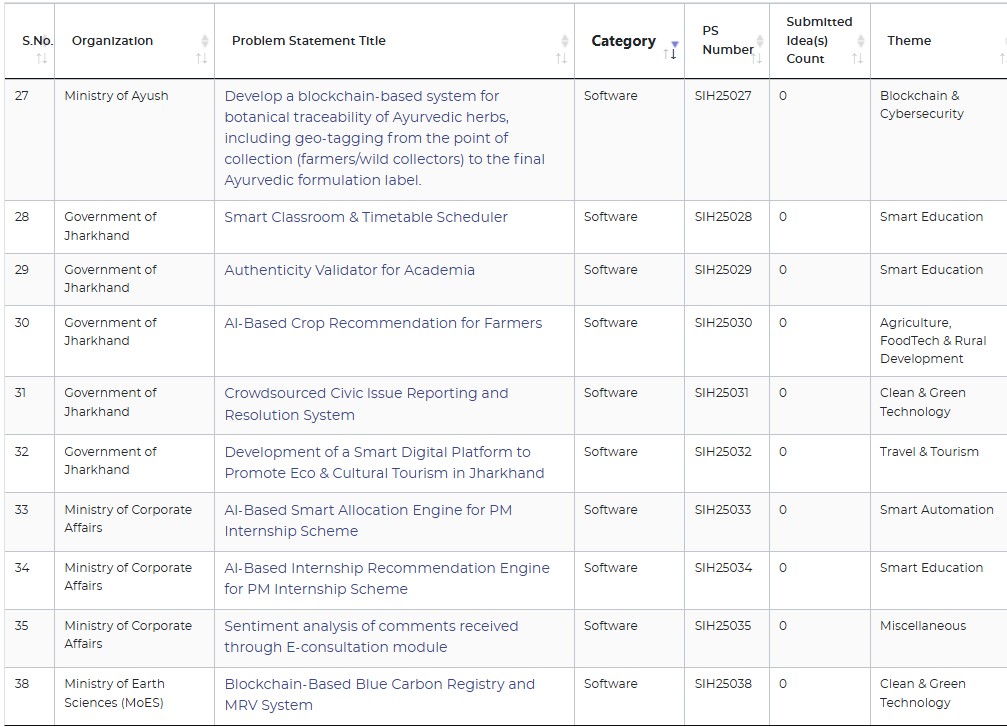 S.No. Organization Problem Statement Title Category PS Number Submitted Idea(s) Count Theme
27 Ministry of Ayush Develop a blockchain-based system for botanical traceability of Ayurvedic herbs, including geo-tagging from the point of collection (farmers/wild collectors) to the final Ayurvedic formulation label. Software SIH25027 0 Blockchain & Cybersecurity
28 Government of Jharkhand Smart Classroom & Timetable Scheduler Software SIH25028 0 Smart Education
29 Government of Jharkhand Authenticity Validator for Academia Software SIH25029 0 Smart Education
30 Government of Jharkhand AI-Based Crop Recommendation for Farmers Software SIH25030 0 Agriculture, FoodTech & Rural Development
31 Government of Jharkhand Crowdsourced Civic Issue Reporting and Resolution System Software SIH25031 0 Clean & Green Technology
32 Government of Jharkhand Development of a Smart Digital Platform to Promote Eco & Cultural Tourism in Jharkhand Software SIH25032 0 Travel & Tourism
33 Ministry of Corporate Affairs AI-Based Smart Allocation Engine for PM Internship Scheme Software SIH25033 0 Smart Automation
34 Ministry of Corporate Affairs AI-Based Internship Recommendation Engine for PM Internship Scheme Software SIH25034 0 Smart Education
35 Ministry of Corporate Affairs Sentiment analysis of comments received through E-consultation module Software SIH25035 0 Miscellaneous
38 Ministry of Earth Sciences (MoES) Blockchain-Based Blue Carbon Registry and MRV System Software SIH25038 0 Clean & Green Technology